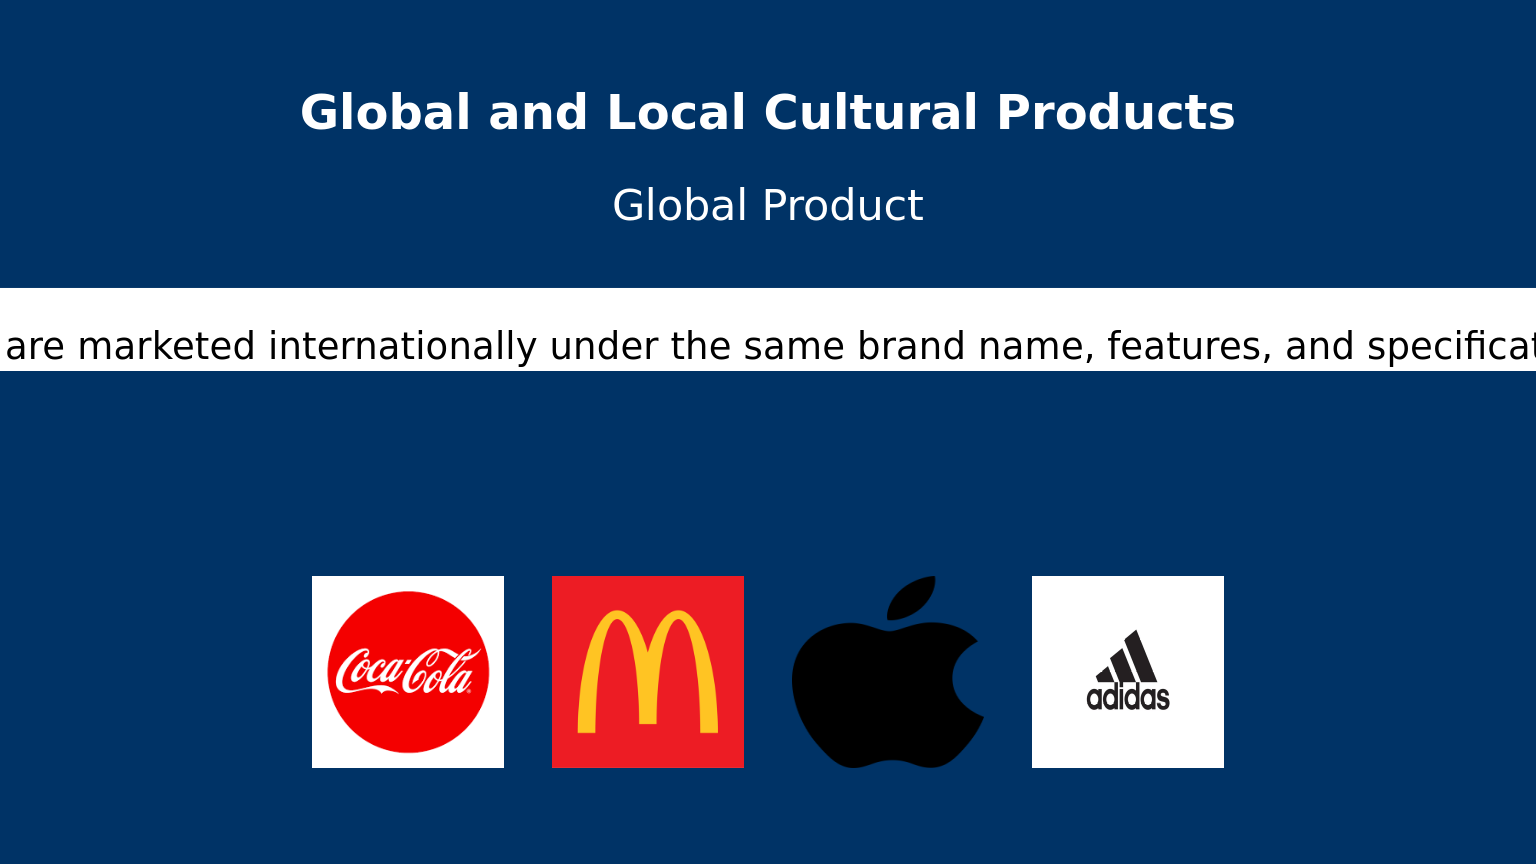 Global and Local Cultural Products
Global Product
are marketed internationally under the same brand name, features, and
Coca-Cola
adidas